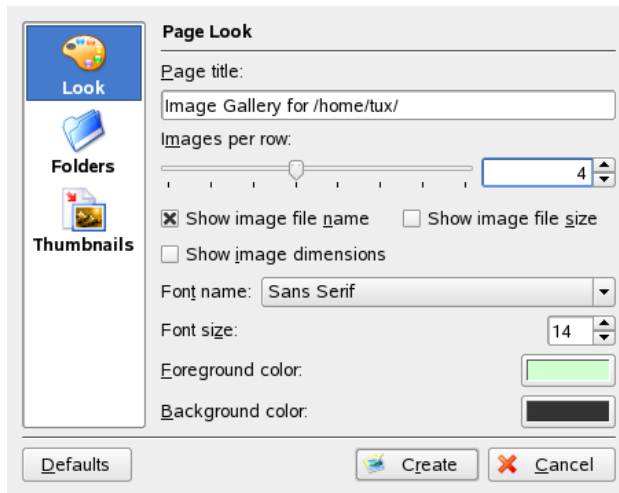 Look
Folders
Thumbnails
Page Look
Page title:
Image Gallery for /home/tux/
Images per row:
4
Show image file name
Show image file size
Show image dimensions
Font name: Sans Serif
Font size: 14
Foreground color:
Background color:
Defaults
Create
Cancel